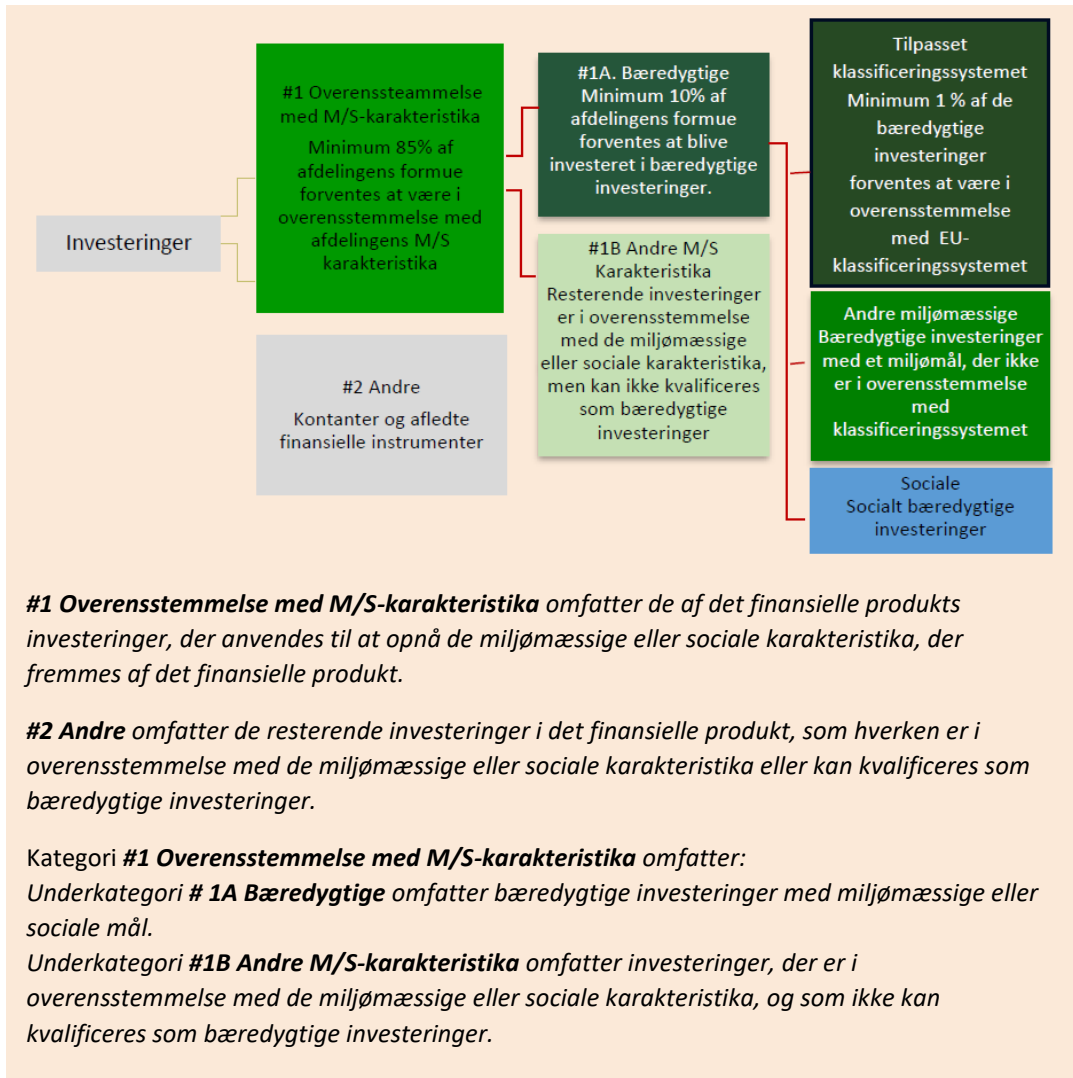 Investeringer
#1 Overenssteammelse
med M/S-karakteristika
Minimum 85% af
afdelingens formue
forventes at være i
overensstemmelse med
afdelingens M/S
karakteristika
#2 Andre
Kontanter og afledte
finansielle instrumenter
#1A. Bæredygtige
Minimum 10% af
afdelingens formue
forventes at blive
investeret i bæredygtige
investeringer.
#1B Andre M/S
Karakteristika
Resterende investeringer
er i overensstemmelse
med de miljømæssige
eller sociale karakteristika,
men kan ikke kvalificeres
som bæredygtige
investeringer
Tilpasset
klassificeringssystemet
Minimum 1 % af de
bæredygtige
investeringer
forventes at være i
overensstemmelse
med EU-
klassificeringssystemet
Andre miljømæssige
Bæredygtige investeringer
med et miljømål, der ikke
er i overensstemmelse
med
klassificeringssystemet
Sociale
Socialt bæredygtige
investeringer
#1 Overensstemmelse med M/S-karakteristika omfatter de af det finansielle produkts
investeringer, der anvendes til at opnå de miljømæssige eller sociale karakteristika, der
fremmes af det finansielle produkt.
#2 Andre omfatter de resterende investeringer i det finansielle produkt, som hverken er i
overensstemmelse med de miljømæssige eller sociale karakteristika eller kan kvalificeres som
bæredygtige investeringer.
Kategori #1 Overensstemmelse med M/S-karakteristika omfatter:
Underkategori # 1A Bæredygtige omfatter bæredygtige investeringer med miljømæssige eller
sociale mål.
Underkategori #1B Andre M/S-karakteristika omfatter investeringer, der er i
overensstemmelse med de miljømæssige eller sociale karakteristika, og som ikke kan
kvalificeres som bæredygtige investeringer.